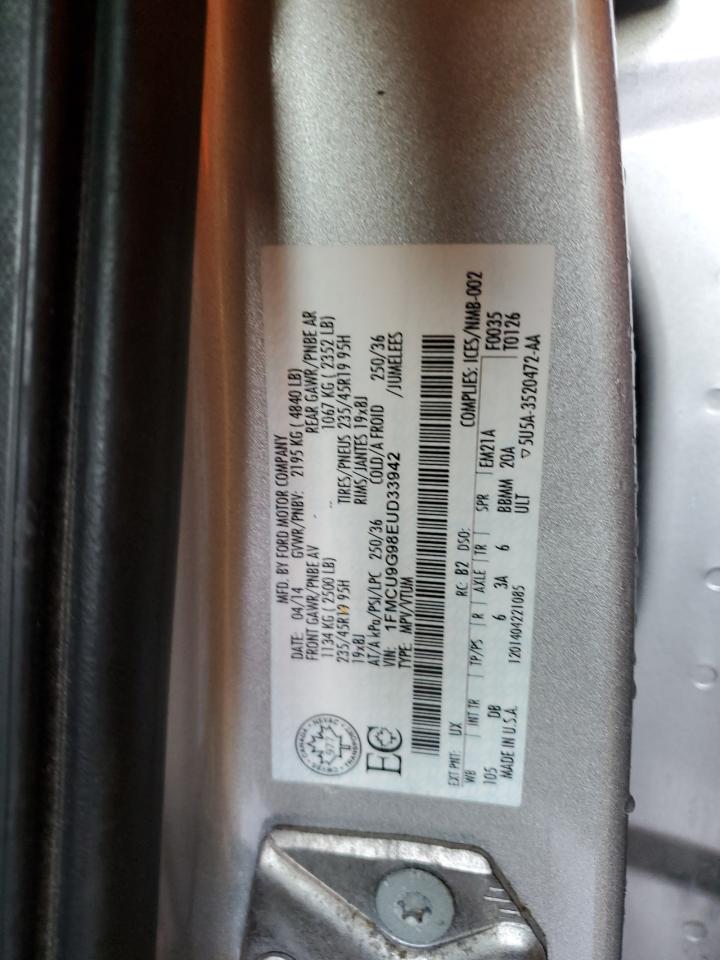 MFD. BY FORD MOTOR COMPANY
DATE: 04/14 GVWR/PNBV: 2195 KG ( 4840 LB)
FRONT GAWR/PNBE AV REAR GAWR/PNBE AR
1134 KG ( 2500 LB) 1067 KG ( 2352 LB)
235/45R19 95H TIRES/PNEUS 235/45R19 95H
19x8J RIMS/JANTES 19x8J
AT/A kPa/PSI/LPC 250/36 COLD/A FROID 250/36
VIN: 1FMCU9G98EUD33942 /JUMELEES
TYPE: MPV/VTUM
CANADA
TRANSPORT
977
EC
COMPLIES: ICES/NMB-002
EXT PNT: UX RC: B2 DSO: F0035
WB INT TR TP/PS R AXLE TR SPR EM21A T0126
105 DB 6 3A 6 BBMM 20A
MADE IN U.S.A. ULT ▽5U5A-3520472-AA
1201404221085